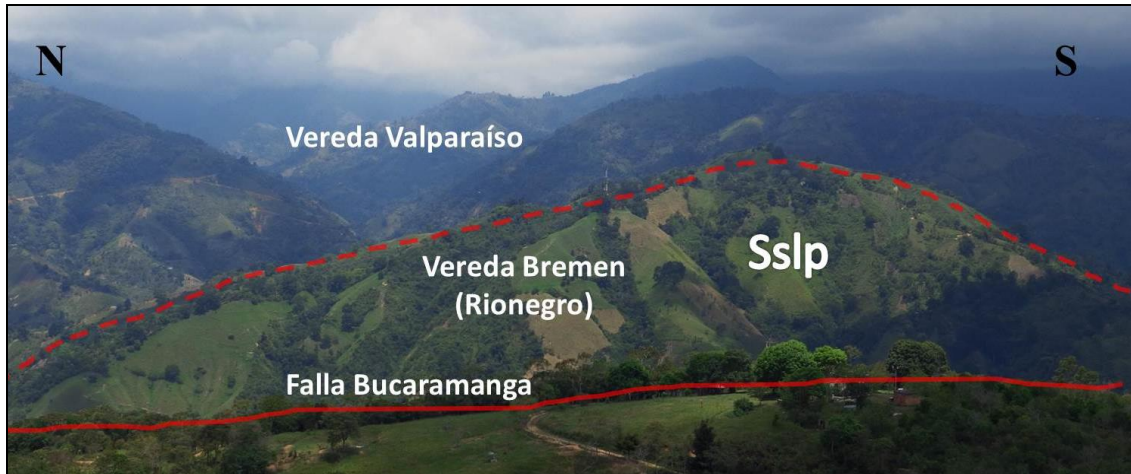 N
S
Vereda Valparaíso
Sslp
Vereda Bremen
(Rionegro)
Falla Bucaramanga